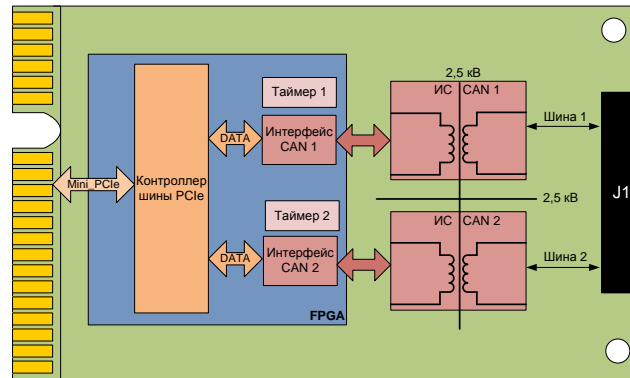 2,5 кВ
Таймер 1
ИС CAN 1
Шина 1
DATA
Интерфейс
CAN 1
Mini_PCIe
Контроллер
шины PCIe
J1
2,5 кВ
Таймер 2
ИС CAN 2
DATA
Интерфейс
CAN 2
Шина 2
FPGA